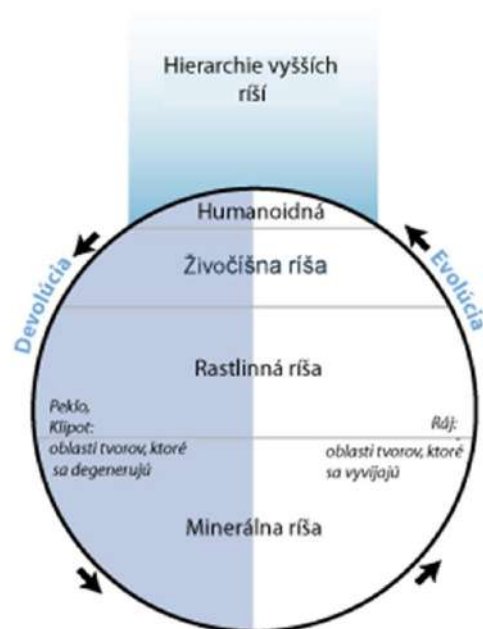 Hierarchie vyšších
ríší
Humanoidná
Devolúcia
Evolúcia
Živočíšna ríša
Rastlinná ríša
Peklo,
Klipot:
oblasti tvorov, ktoré
sa degenerujú
Ráj:
oblasti tvorov, ktoré
sa vyvíjajú
Minerálna ríša